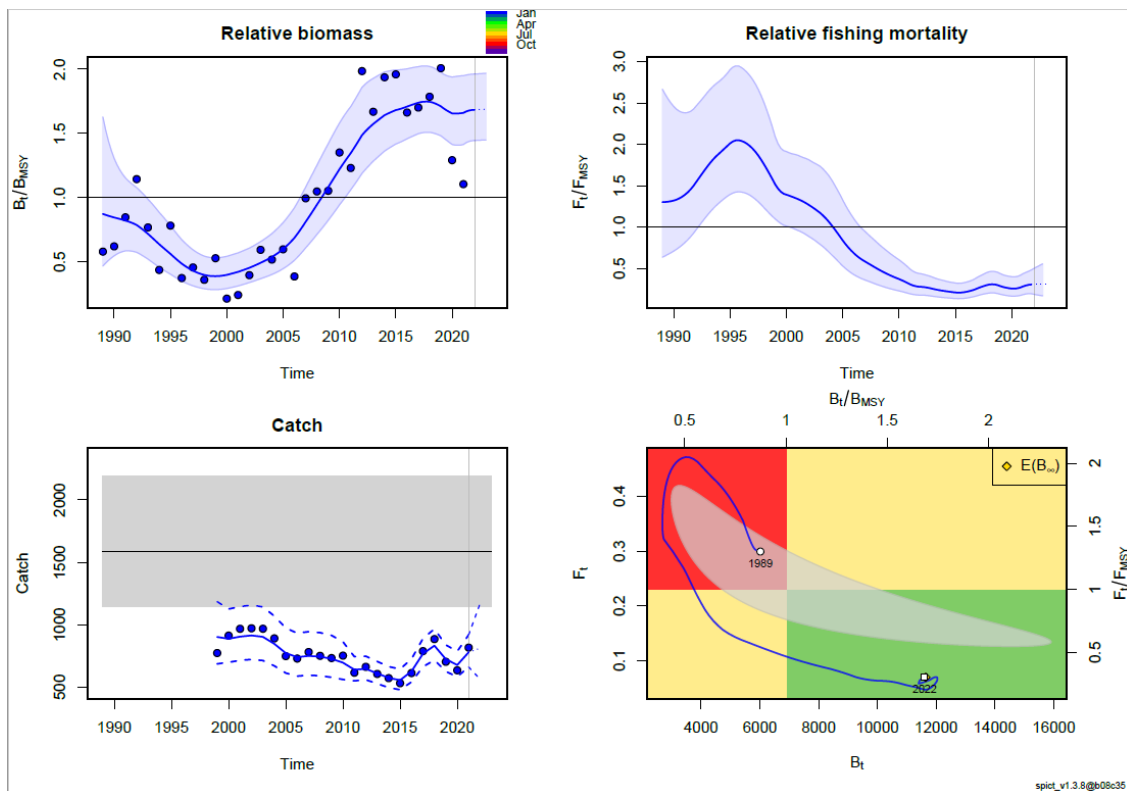 Jan
Apr
Jul
Oct
Relative biomass
Bt/BMSY
0.5 1.0 1.5 2.0
1990 1995 2000 2005 2010 2015 2020
Time
Relative fishing mortality
Ft/FMSY
0.5 1.0 1.5 2.0 2.5 3.0
1990 1995 2000 2005 2010 2015 2020
Time
Catch
Catch
500 1000 1500 2000
1990 1995 2000 2005 2010 2015 2020
Time
Bt/BMSY
0.5 1 1.5 2
E(B∞)
Ft
0.1 0.2 0.3 0.4
1989
2022
0.5 1 1.5 2
Ft/FMSY
4000 6000 8000 10000 12000 14000 16000
Bt
spict_v1.3.8@b08c35